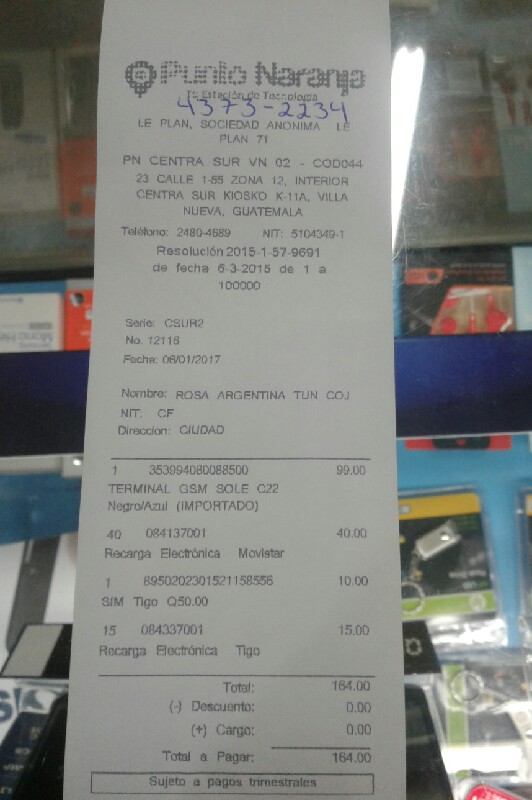 Punto Naranja
Tu Estación de Tecnología
4373-2234
LE PLAN, SOCIEDAD ANONIMA LE
PLAN 71
PN CENTRA SUR VN 02 - COD044
23 CALLE 1-55 ZONA 12, INTERIOR
CENTRA SUR KIOSKO K-11A, VILLA
NUEVA, GUATEMALA
Teléfono: 2480-4689 NIT: 5104349-1
Resolución 2015-1-57-9691
de fecha 6-3-2015 de 1 a
100000
Serie: CSUR2
No. 12116
Fecha: 06/01/2017
Nombre: ROSA ARGENTINA TUN COJ
NIT: CF
Direccion: CIUDAD
1 353994080088500 99.00
TERMINAL GSM SOLE C22
Negro/Azul (IMPORTADO)
40 084137001 40.00
Recarga Electrónica Movistar
1 8950202301521158556 10.00
SIM Tigo Q50.00
15 084337001 15.00
Recarga Electrónica Tigo
Total: 164.00
(-) Descuento: 0.00
(+) Cargo: 0.00
Total a Pagar: 164.00
Sujeto a pagos trimestrales